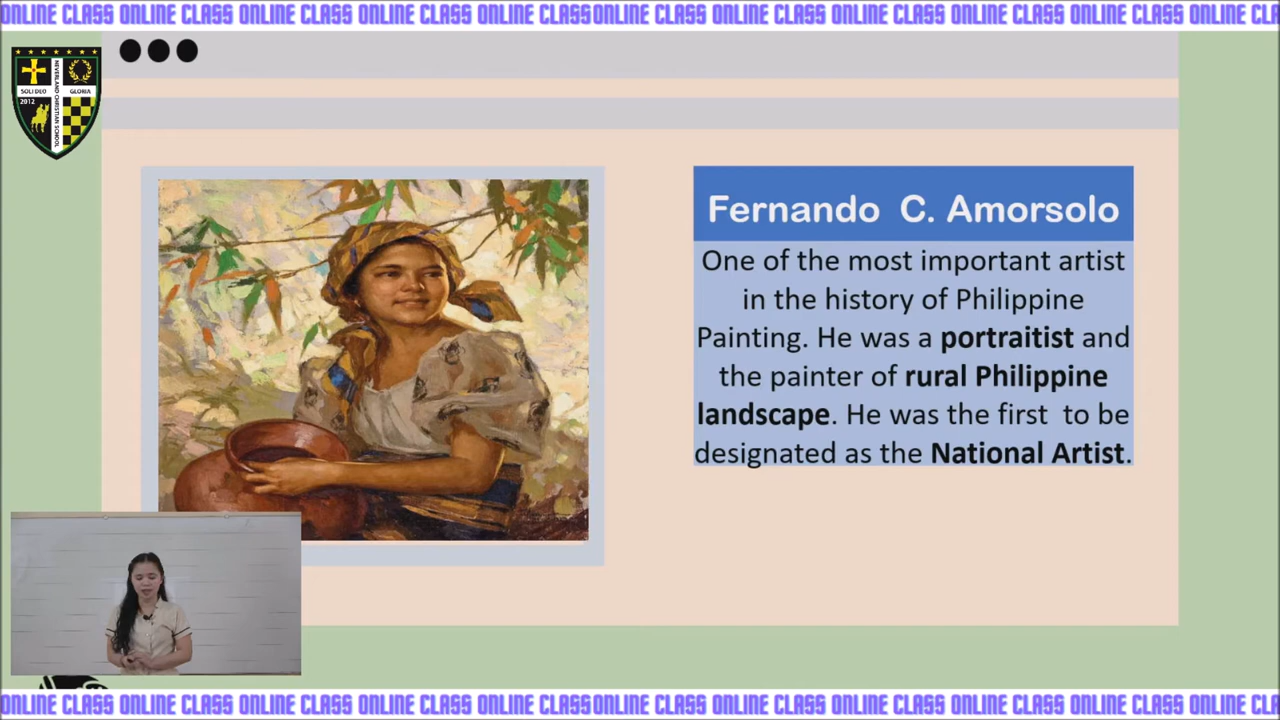 ONLINE CLASS ONLINE CLASS ONLINE CLASS ONLINE CLASS ONLINE CLASS ONLINE CLASS ONLINE CLASS ONLINE CLASS ONLINE CLASS ONLINE CLASS ONLINE CL
SOLI DEO GLORIA
2012
NEVERLAND CHRISTIAN SCHOOL
Fernando C. Amorsolo
One of the most important artist
in the history of Philippine
Painting. He was a portraitist and
the painter of rural Philippine
landscape. He was the first to be
designated as the National Artist.
ONLINE CLASS ONLINE CLASS ONLINE CLASS ONLINE CLASS ONLINE CLASS ONLINE CLASS ONLINE CLASS ONLINE CLASS ONLINE CLASS ONLINE CLASS ONLINE CL